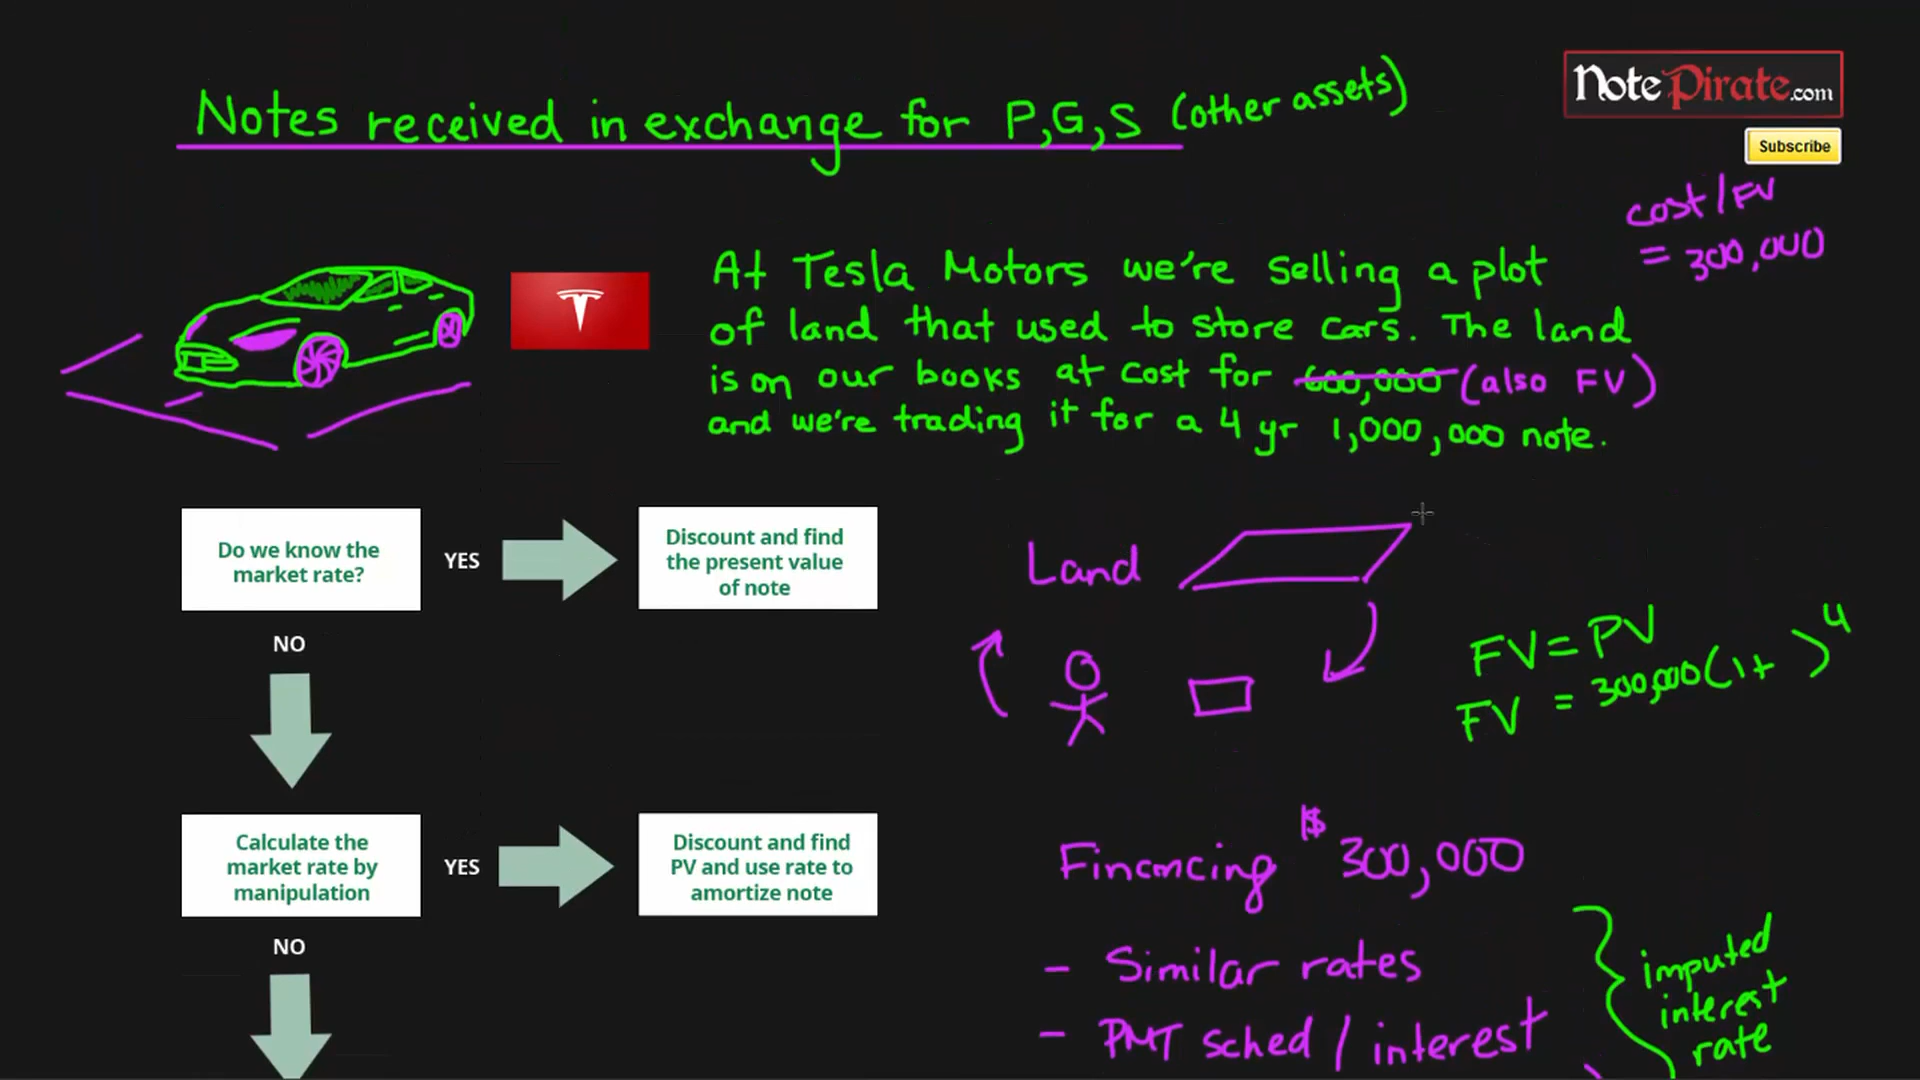 Notes received in exchange for P,G,S (other assets)
NotePirate.com
Subscribe
cost/FV
= 300,000
At Tesla Motors we're selling a plot
of land that used to store cars. The land
is on our books at cost for 600,000 (also FV)
and we're trading it for a 4 yr 1,000,000 note.
Do we know the
market rate?
YES
Discount and find
the present value
of note
NO
Land
FV = PV
FV = 300,000(1+ )4
Calculate the
market rate by
manipulation
YES
Discount and find
PV and use rate to
amortize note
NO
Financing $ 300,000
- Similar rates
- PMT sched / interest
imputed
interest
rate